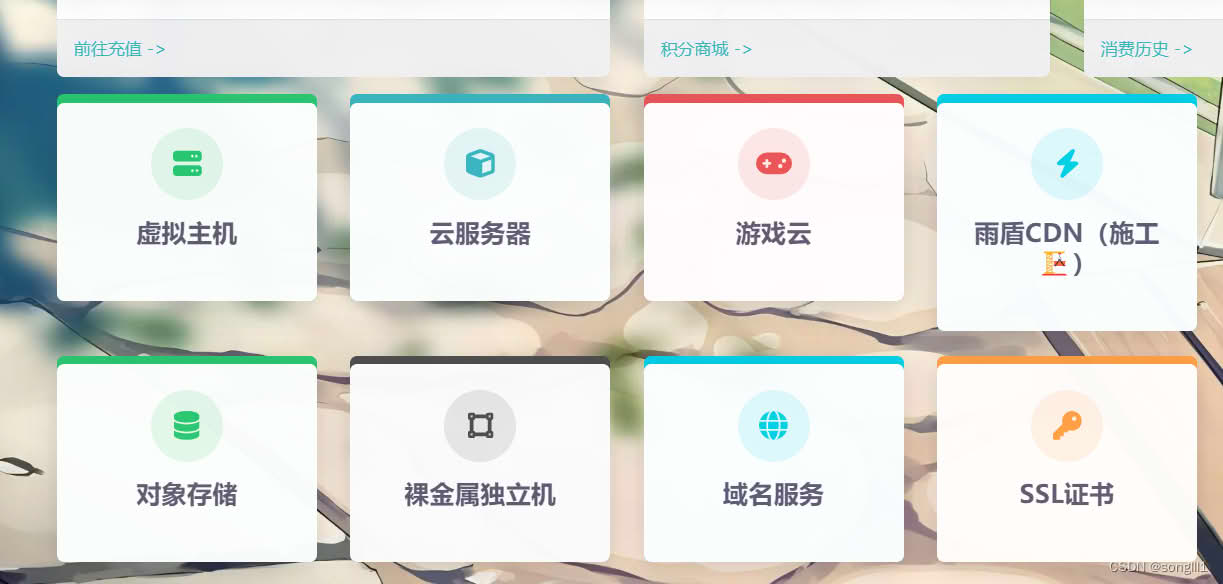 前往充值 ->
积分商城 ->
消费历史 ->
虚拟主机
云服务器
游戏云
雨盾CDN（施工
🏗️）
对象存储
裸金属独立机
域名服务
SSL证书